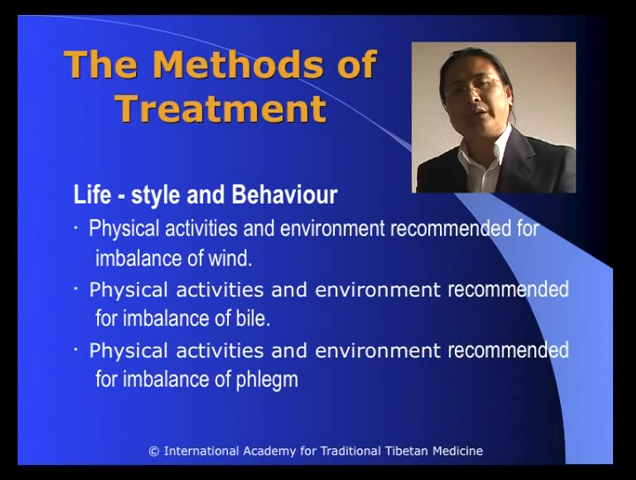 The Methods of
Treatment
Life - style and Behaviour
· Physical activities and environment recommended for
imbalance of wind.
· Physical activities and environment recommended
for imbalance of bile.
· Physical activities and environment recommended
for imbalance of phlegm
© International Academy for Traditional Tibetan Medicine